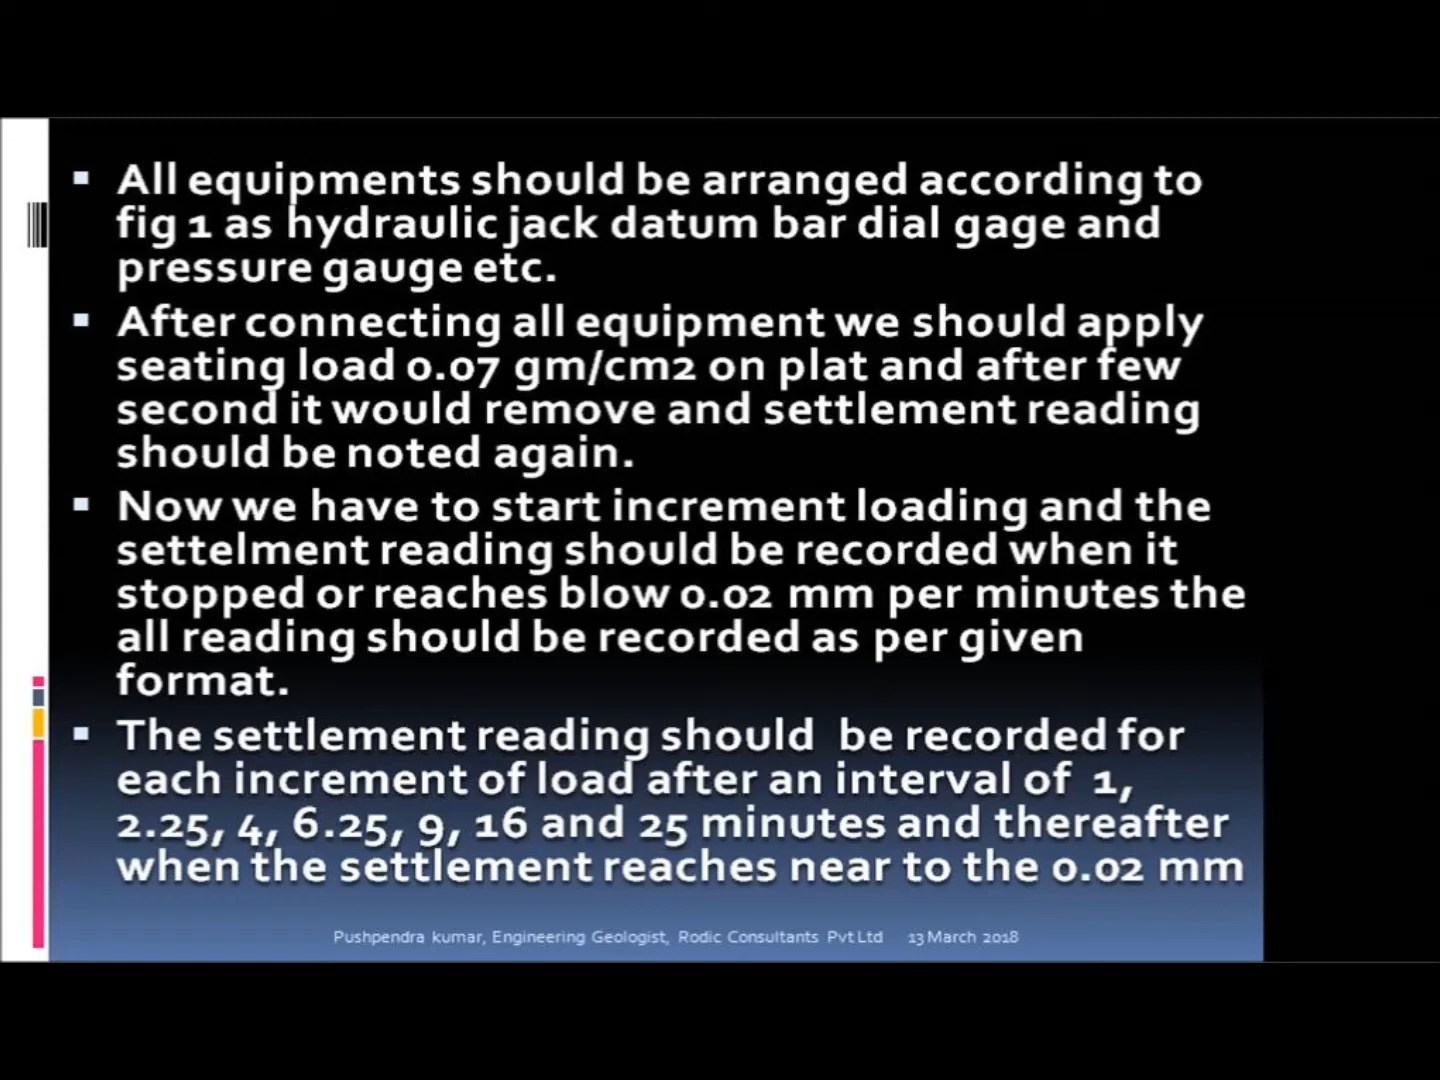 ▪ All equipments should be arranged according to
fig 1 as hydraulic jack datum bar dial gage and
pressure gauge etc.
▪ After connecting all equipment we should apply
seating load 0.07 gm/cm2 on plat and after few
second it would remove and settlement reading
should be noted again.
▪ Now we have to start increment loading and the
settelment reading should be recorded when it
stopped or reaches blow 0.02 mm per minutes the
all reading should be recorded as per given
format.
▪ The settlement reading should be recorded for
each increment of load after an interval of 1,
2.25, 4, 6.25, 9, 16 and 25 minutes and thereafter
when the settlement reaches near to the 0.02 mm
Pushpendra kumar, Engineering Geologist, Rodic Consultants Pvt Ltd 13 March 2018